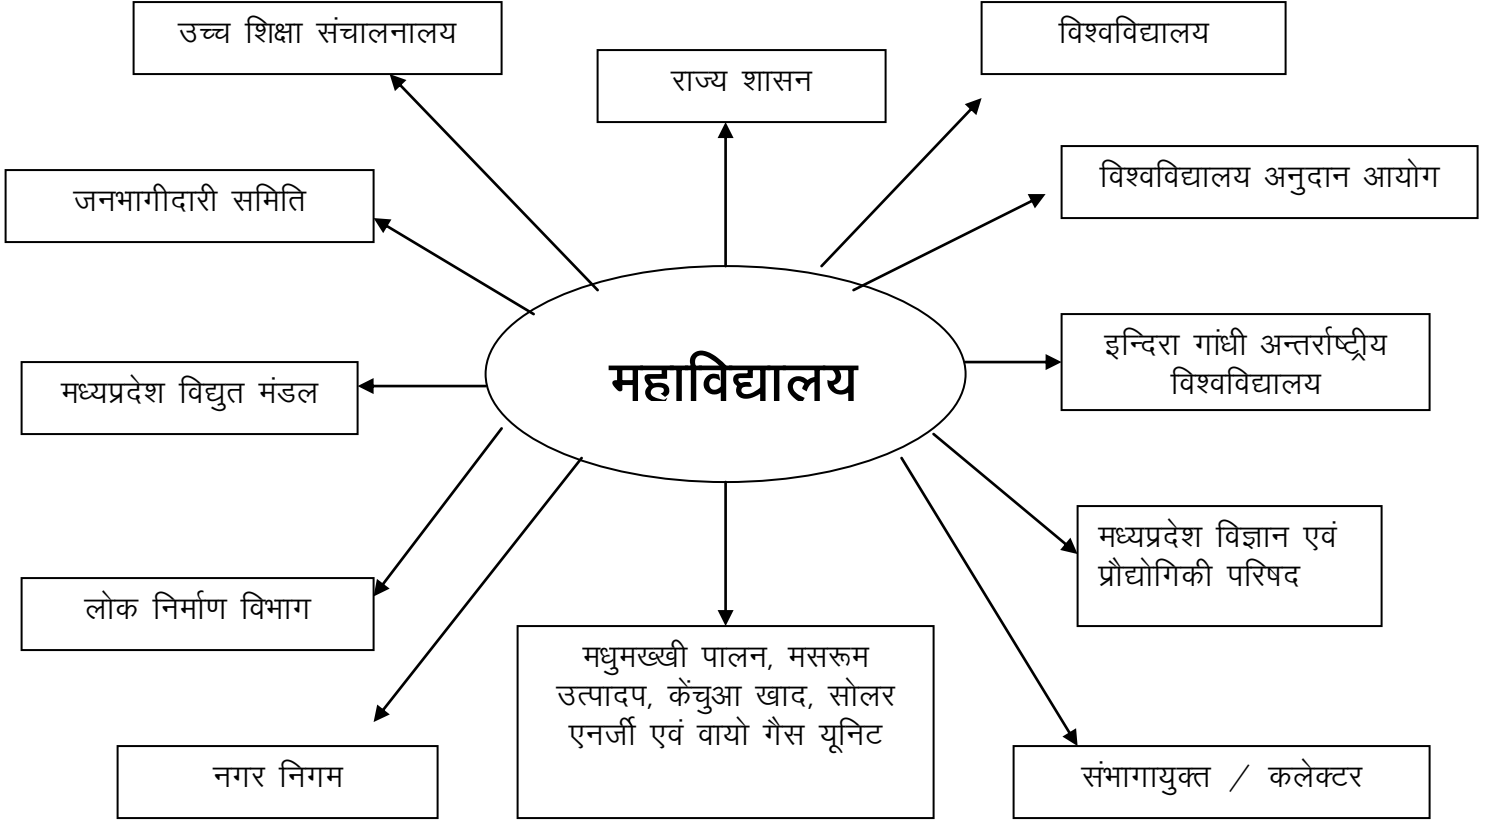 उच्च शिक्षा संचालनालय
विश्वविद्यालय
राज्य शासन
विश्वविद्यालय अनुदान आयोग
जनभागीदारी समिति
इन्दिरा गांधी अन्तर्राष्ट्रीय
विश्वविद्यालय
महाविद्यालय
मध्यप्रदेश विद्युत मंडल
मध्यप्रदेश विज्ञान एवं
प्रौद्योगिकी परिषद
लोक निर्माण विभाग
मधुमख्खी पालन, मसरूम
उत्पादप, केंचुआ खाद, सोलर
एनर्जी एवं वायो गैस यूनिट
नगर निगम
संभागायुक्त / कलेक्टर